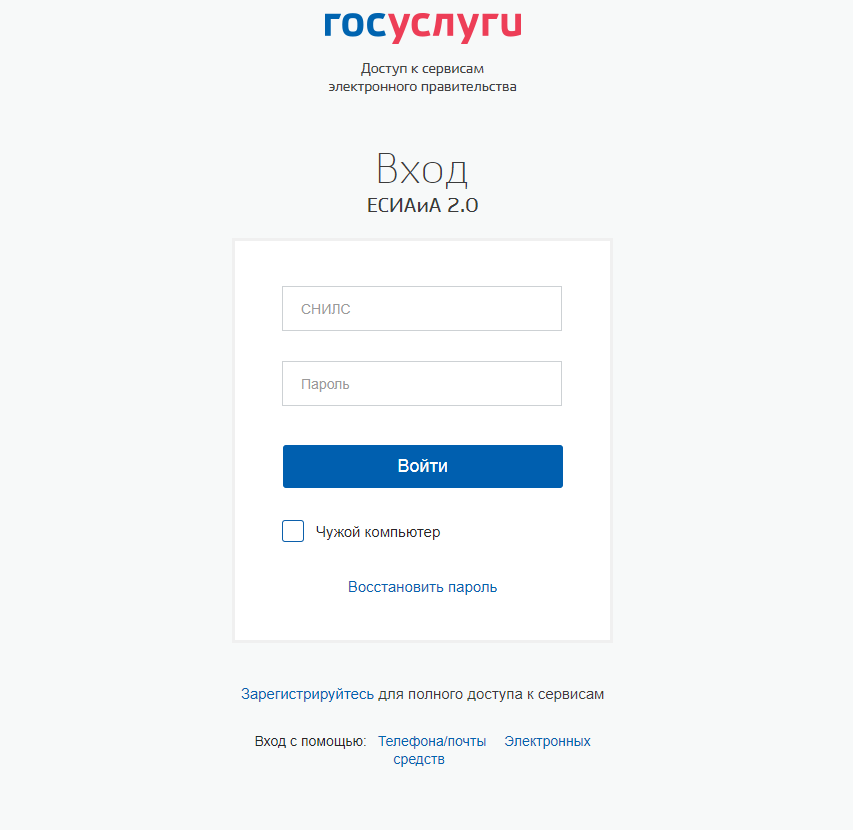 госуслуги
Доступ к сервисам
электронного правительства
Вход
ЕСИАиА 2.0
СНИЛС
Пароль
Войти
Чужой компьютер
Восстановить пароль
Зарегистрируйтесь для полного доступа к сервисам
Вход с помощью: Телефона/почты Электронных
средств